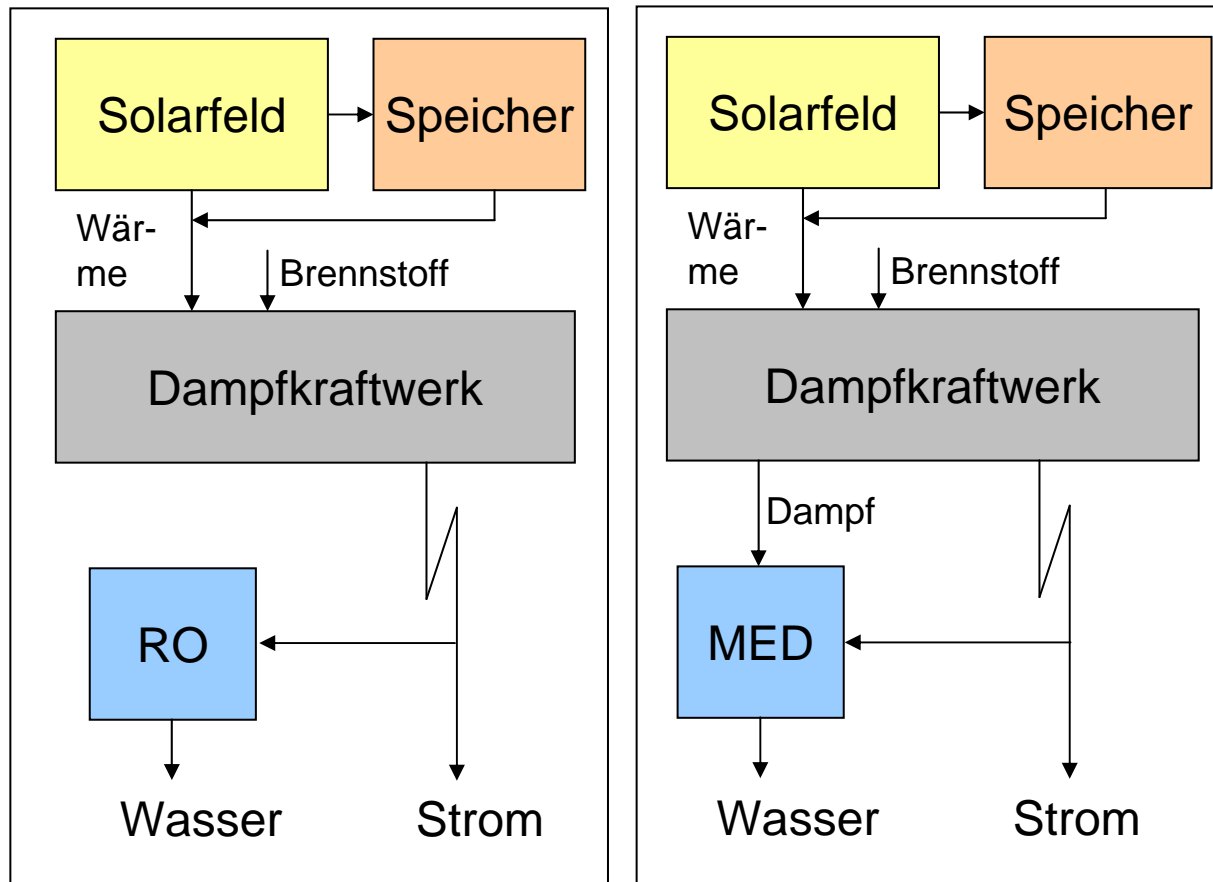 Solarfeld
Speicher
Wär-
me
Brennstoff
Dampfkraftwerk
RO
Wasser
Strom
Solarfeld
Speicher
Wär-
me
Brennstoff
Dampfkraftwerk
Dampf
MED
Wasser
Strom